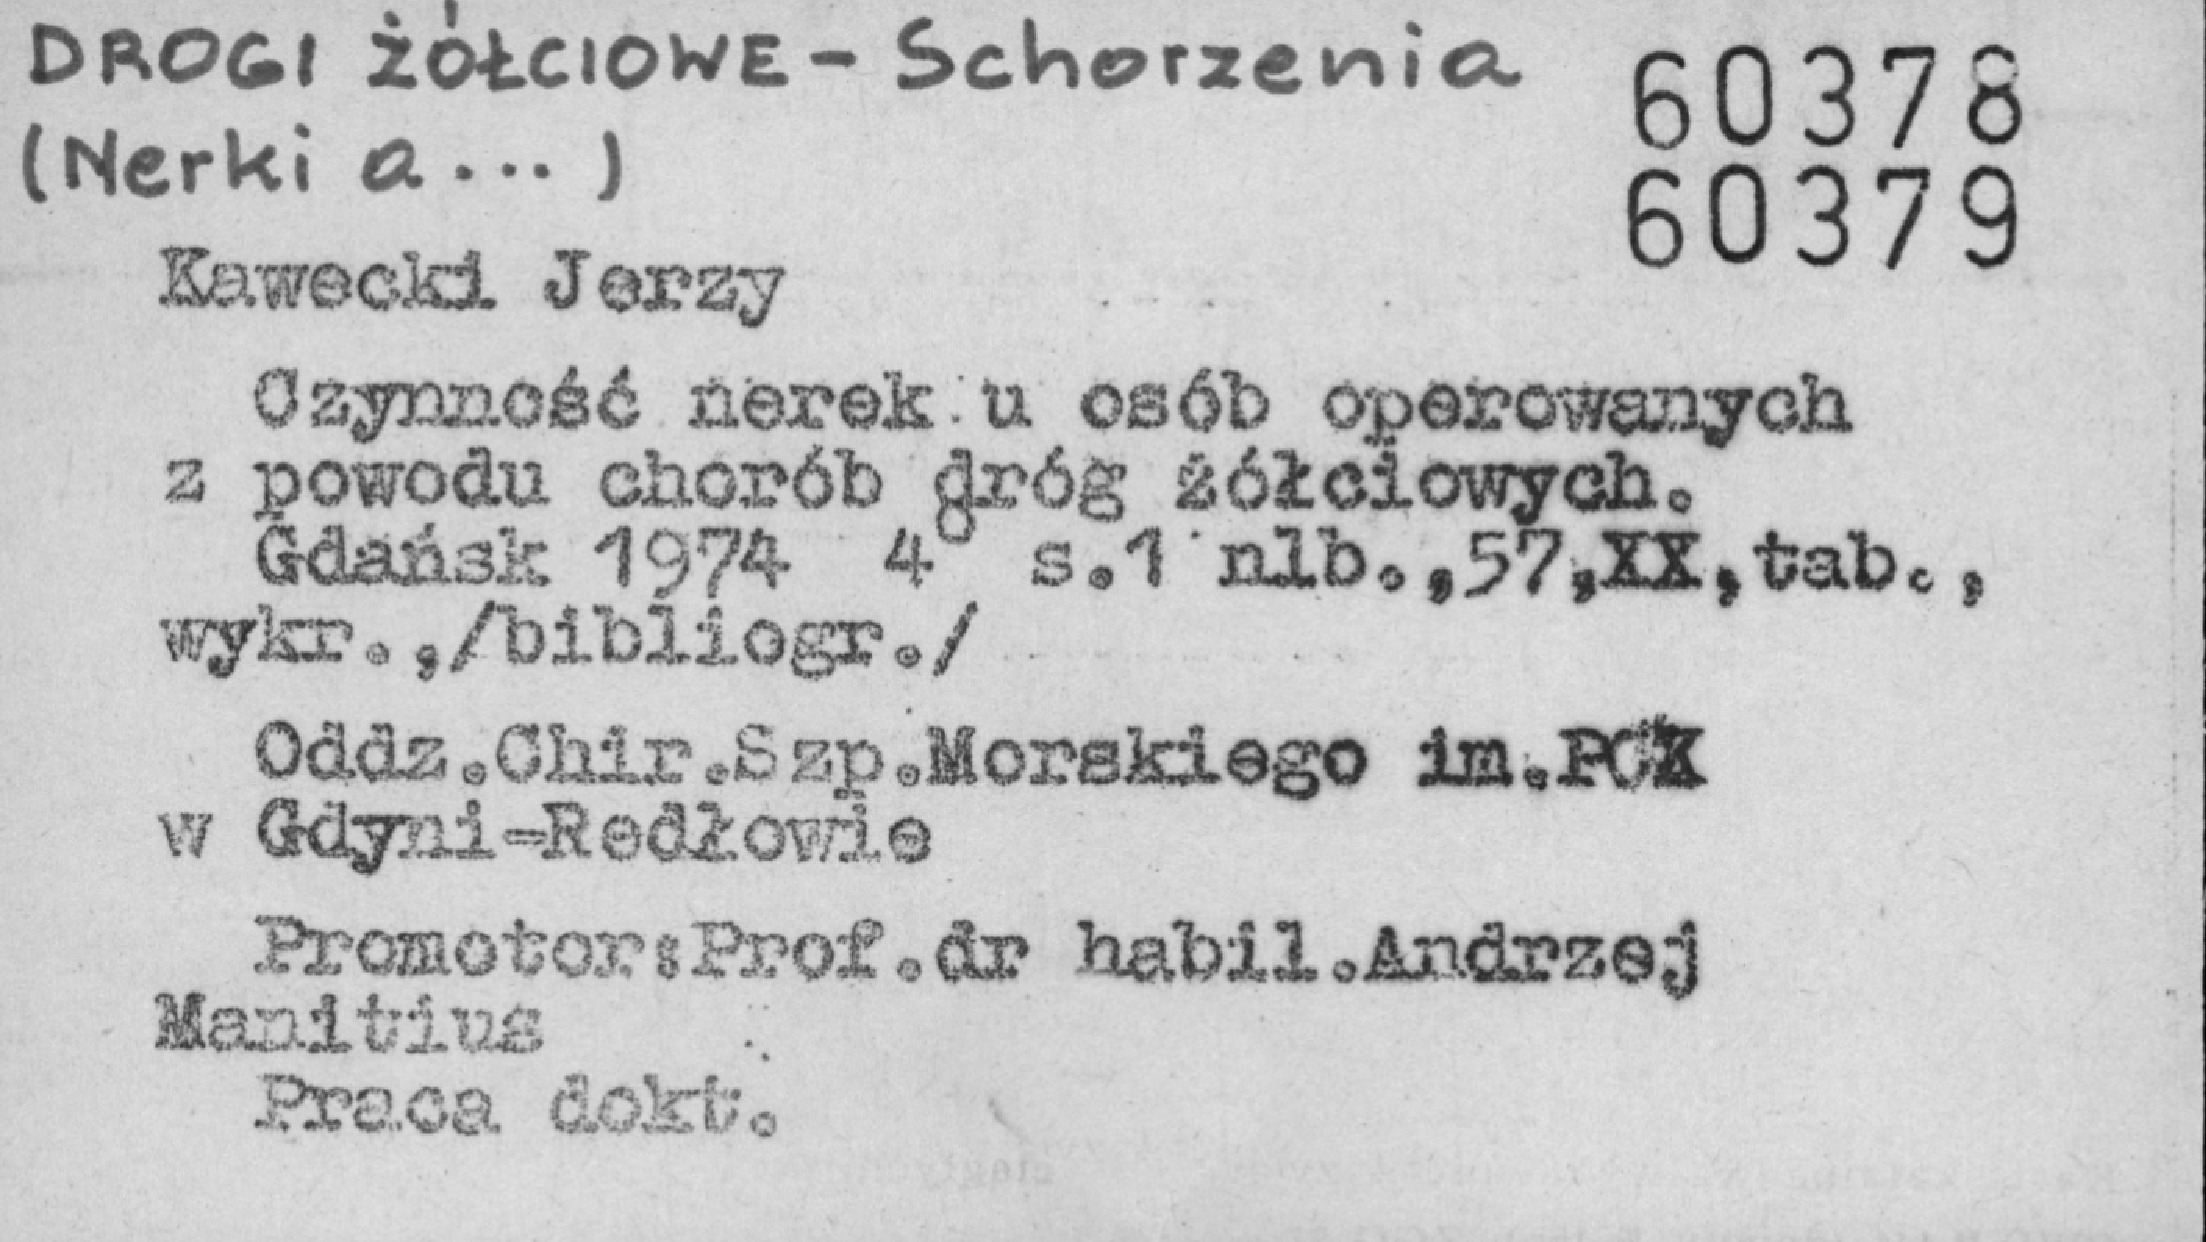 DROGI ŻÓŁCIOWE - Schorzenia
60378
(Nerki a ... )
60379
Kawecki Jerzy
Czynność nerek u osób operowanych
z powodu chorób dróg żółciowych.
Gdańsk 1974 4° s.1 nlb.,57,XX,tab.,
wykr.,/bibliogr./
Oddz.Chir.Szp.Morskiego im.PCK
w Gdyni-Redłowie
Promotor:Prof.dr habil.Andrzej
Manitius
Praca dokt.